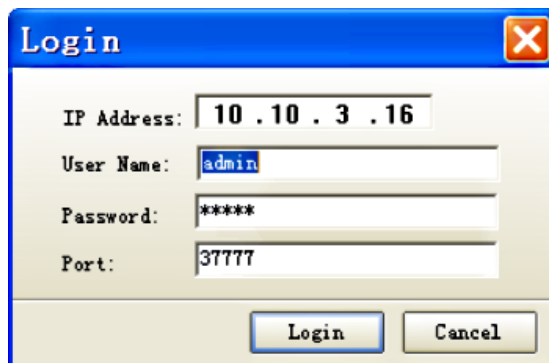 Login
IP Address: 10 . 10 . 3 . 16
User Name: admin
Password: *****
Port: 37777
Login Cancel